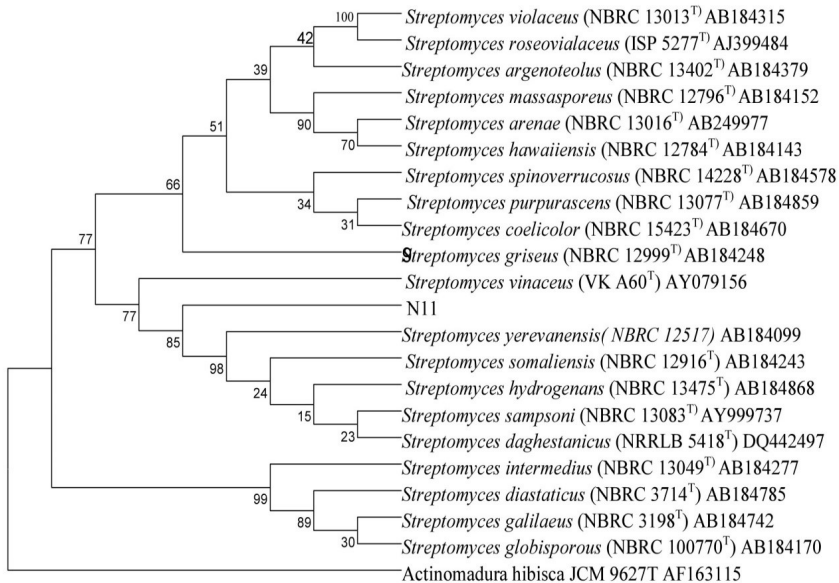 100 Streptomyces violaceus (NBRC 13013T) AB184315
Streptomyces roseovialaceus (ISP 5277T) AJ399484
42
Streptomyces argenoteolus (NBRC 13402T) AB184379
39
Streptomyces massasporeus (NBRC 12796T) AB184152
90
Streptomyces arenae (NBRC 13016T) AB249977
51
70
Streptomyces hawaiiensis (NBRC 12784T) AB184143
Streptomyces spinoverrucosus (NBRC 14228T) AB184578
66
34
Streptomyces purpurascens (NBRC 13077T) AB184859
31
Streptomyces coelicolor (NBRC 15423T) AB184670
77
Streptomyces griseus (NBRC 12999T) AB184248
Streptomyces vinaceus (VK A60T) AY079156
77
N11
85
Streptomyces yerevanensis( NBRC 12517) AB184099
98
Streptomyces somaliensis (NBRC 12916T) AB184243
24
Streptomyces hydrogenans (NBRC 13475T) AB184868
15
Streptomyces sampsoni (NBRC 13083T) AY999737
23
Streptomyces daghestanicus (NRRLB 5418T) DQ442497
Streptomyces intermedius (NBRC 13049T) AB184277
99
Streptomyces diastaticus (NBRC 3714T) AB184785
89
Streptomyces galilaeus (NBRC 3198T) AB184742
30
Streptomyces globisporous (NBRC 100770T) AB184170
Actinomadura hibisca JCM 9627T AF163115